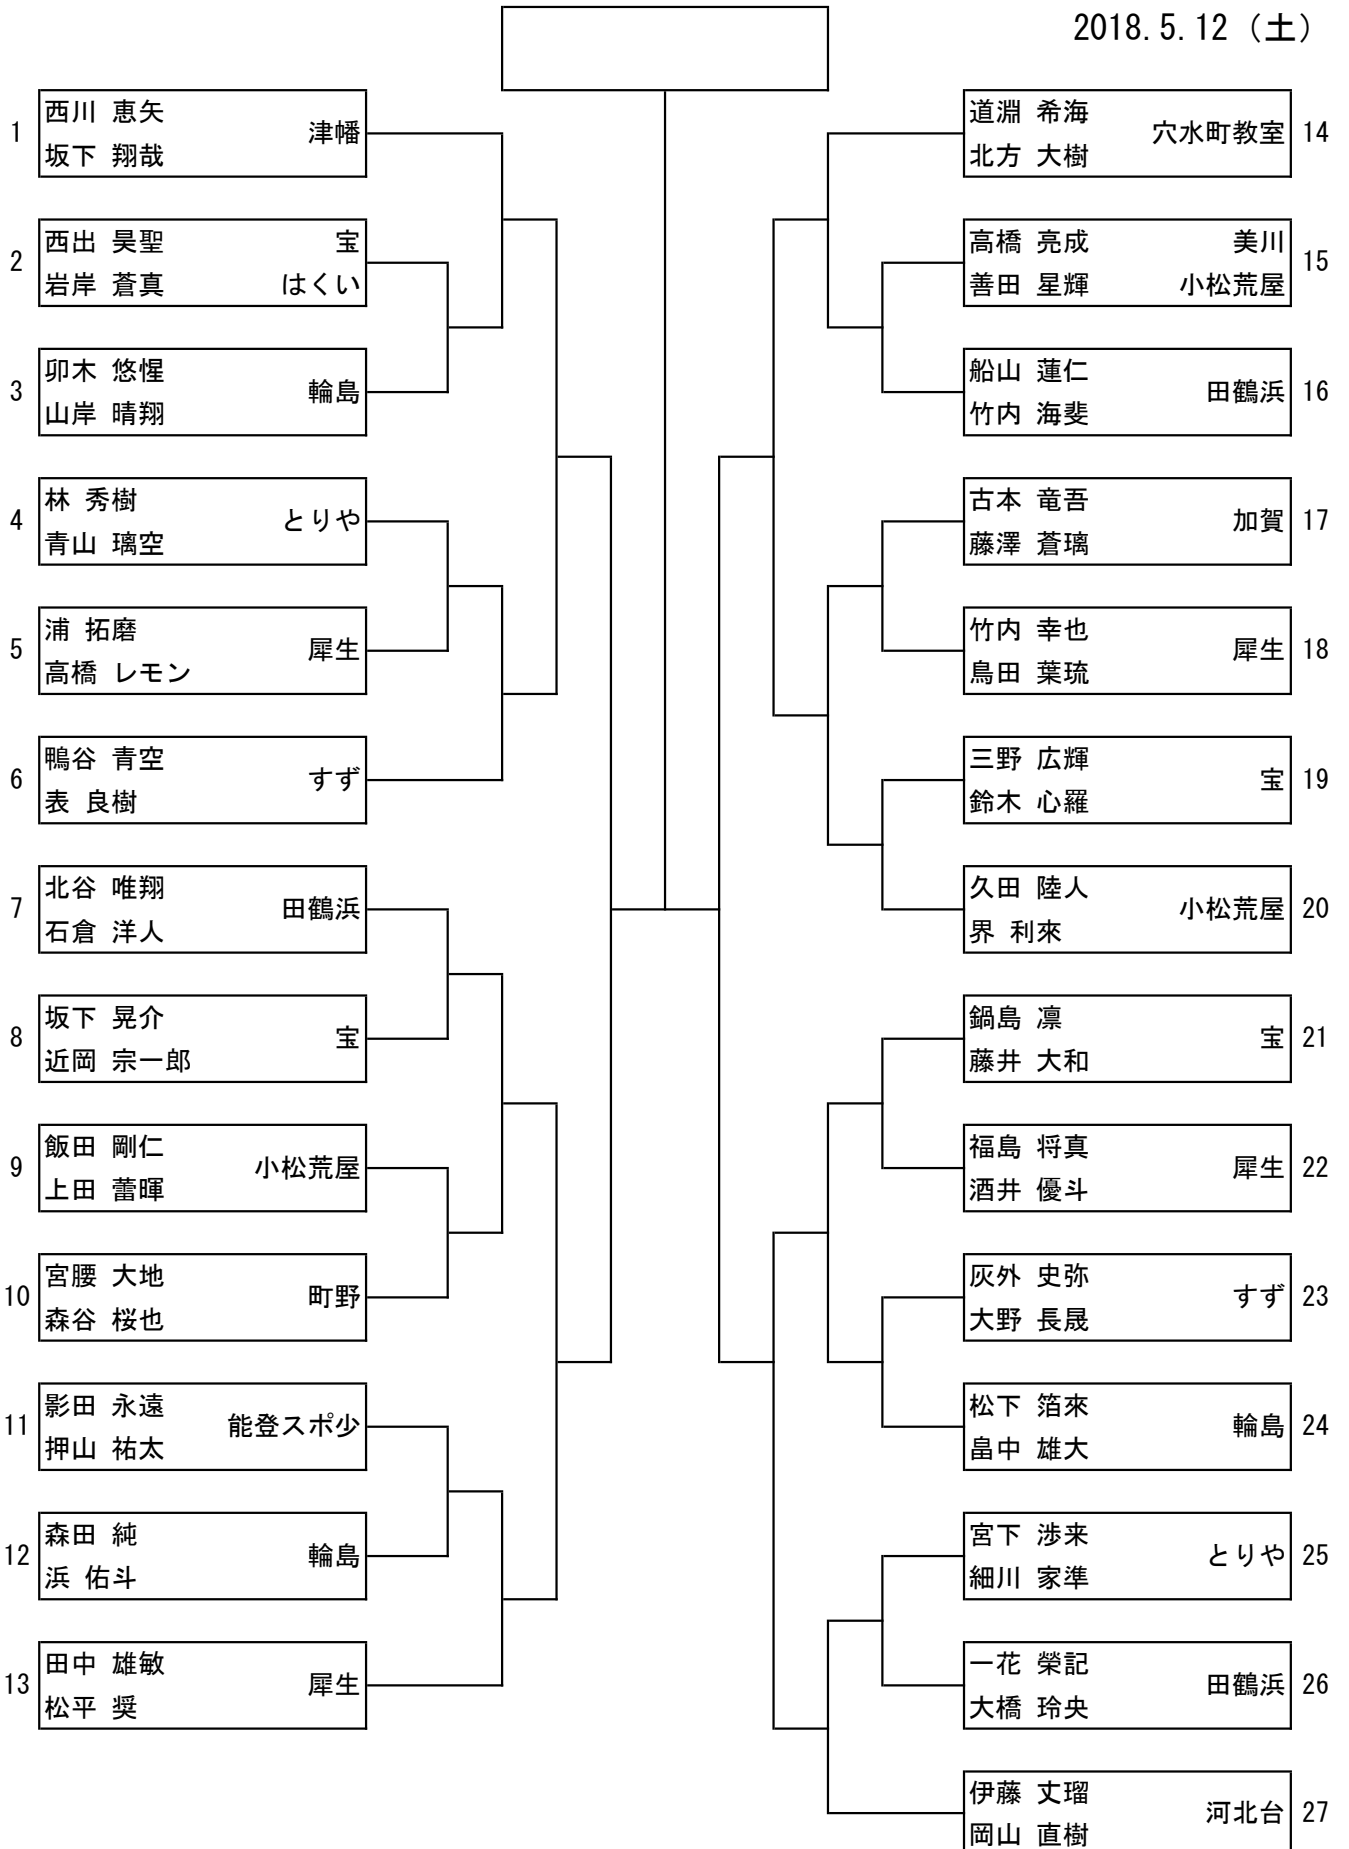 2018.5.12（土）
1
西川 恵矢
坂下 翔哉
津幡
2
西出 昊聖
岩岸 蒼真
宝
はくい
3
卯木 悠惺
山岸 晴翔
輪島
4
林 秀樹
青山 璃空
とりや
5
浦 拓磨
高橋 レモン
犀生
6
鴨谷 青空
表 良樹
すず
7
北谷 唯翔
石倉 洋人
田鶴浜
8
坂下 晃介
近岡 宗一郎
宝
9
飯田 剛仁
上田 蕾暉
小松荒屋
10
宮腰 大地
森谷 桜也
町野
11
影田 永遠
押山 祐太
能登スポ少
12
森田 純
浜 佑斗
輪島
13
田中 雄敏
松平 奨
犀生
道淵 希海
北方 大樹
穴水町教室
14
高橋 亮成
善田 星輝
美川
小松荒屋
15
船山 蓮仁
竹内 海斐
田鶴浜
16
古本 竜吾
藤澤 蒼璃
加賀
17
竹内 幸也
鳥田 葉琉
犀生
18
三野 広輝
鈴木 心羅
宝
19
久田 陸人
界 利來
小松荒屋
20
鍋島 凛
藤井 大和
宝
21
福島 将真
酒井 優斗
犀生
22
灰外 史弥
大野 長晟
すず
23
松下 箔來
畠中 雄大
輪島
24
宮下 渉来
細川 家準
とりや
25
一花 榮記
大橋 玲央
田鶴浜
26
伊藤 丈瑠
岡山 直樹
河北台
27